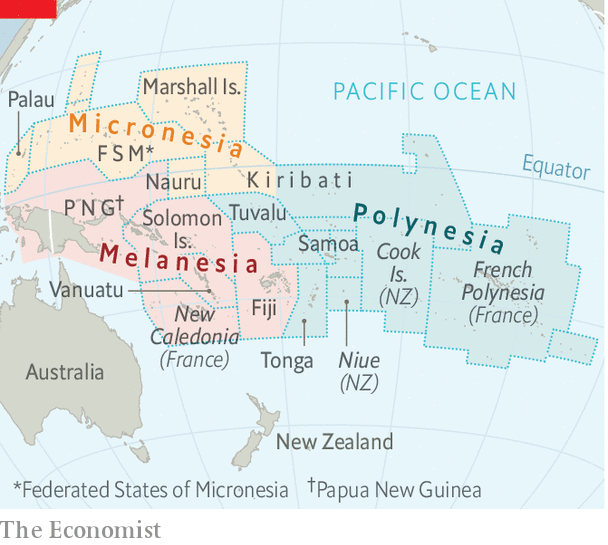 Marshall Is.
PACIFIC OCEAN
Palau
Micronesia
FSM*
Equator
Nauru
Kiribati
PNG†
Solomon
Is.
Tuvalu
Polynesia
Samoa
Melanesia
Cook
Is.
(NZ)
French
Polynesia
(France)
Vanuatu
Fiji
New
Caledonia
(France)
Tonga
Niue
(NZ)
Australia
New Zealand
*Federated States of Micronesia †Papua New Guinea
The Economist